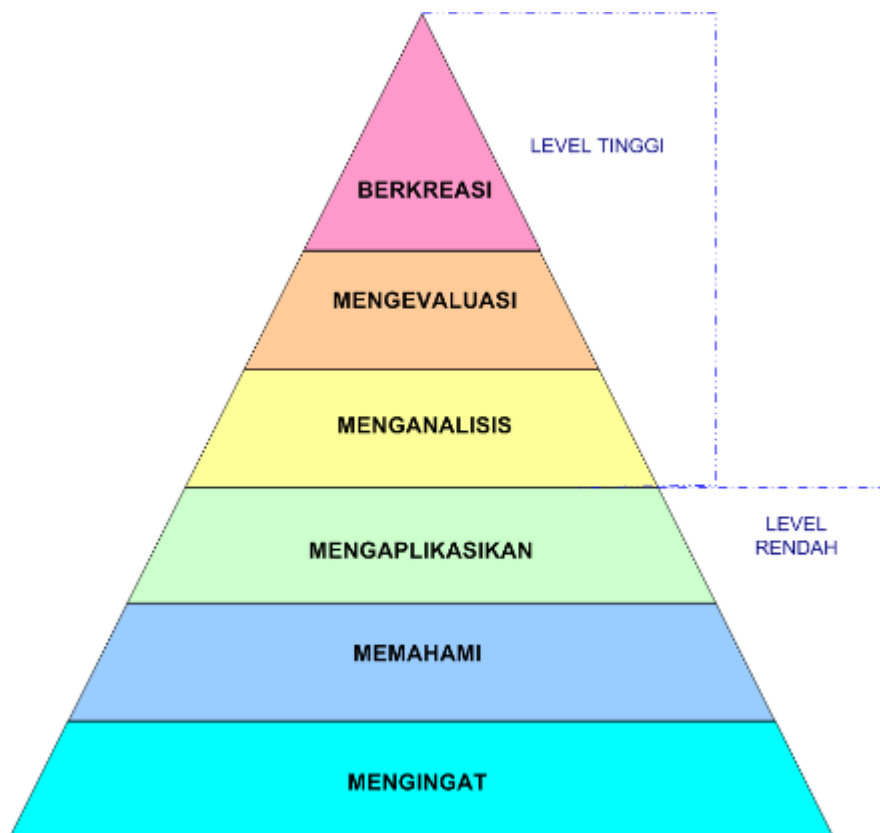 LEVEL TINGGI
BERKREASI
MENGEVALUASI
MENGANALISIS
LEVEL
RENDAH
MENGAPLIKASIKAN
MEMAHAMI
MENGINGAT